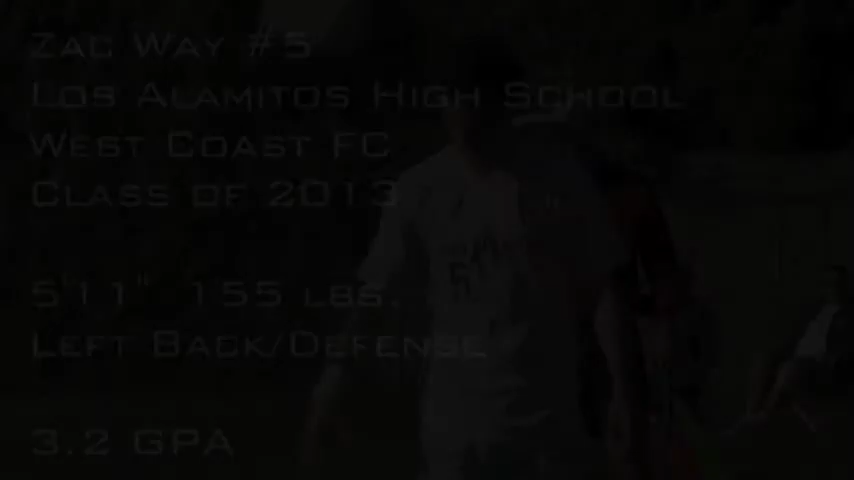 Zac Way #5
Los Alamitos High School
West Coast FC
Class of 2013
5'11" 155 lbs.
Left Back/Defense
3.2 GPA